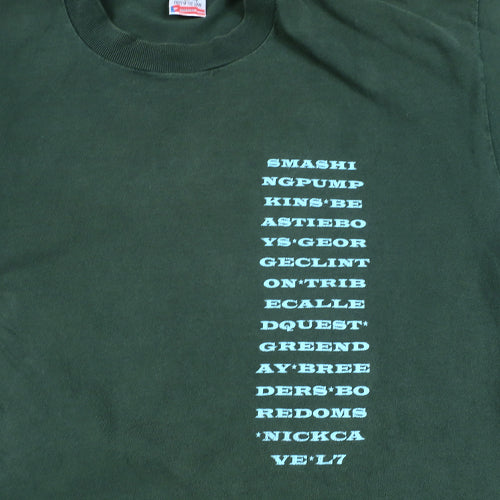 SMASHI
NGPUMP
KINS*BE
ASTIEBO
YS*GEOR
GECLINT
ON*TRIB
ECALLE
DQUEST*
GREEND
AY*BREE
DERS*BO
REDOMS
*NICKCA
VE*L7